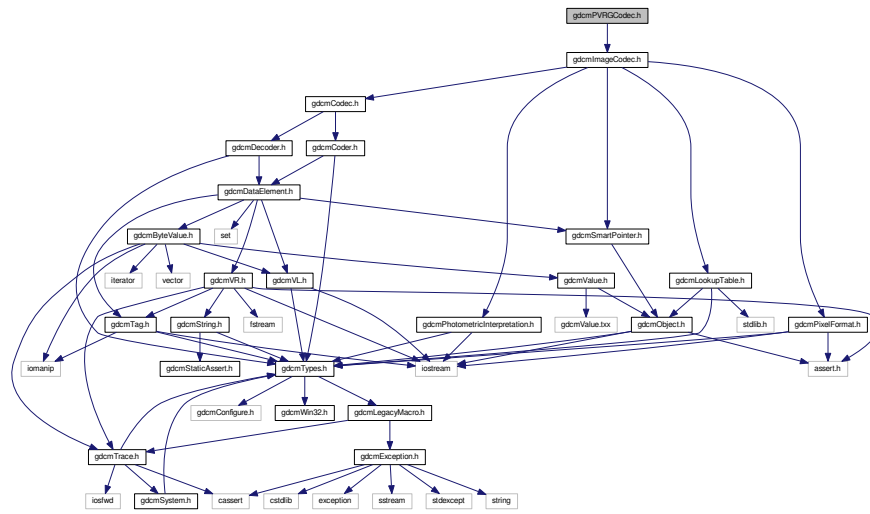 gdcmPVRGCodec.h
gdcmImageCodec.h
gdcmCodec.h
gdcmDecoder.h
gdcmCoder.h
gdcmDataElement.h
gdcmByteValue.h
set
gdcmSmartPointer.h
iterator
vector
gdcmVR.h
gdcmVL.h
gdcmValue.h
gdcmLookupTable.h
gdcmTag.h
gdcmString.h
fstream
gdcmPhotometricInterpretation.h
gdcmValue.txx
gdcmObject.h
stdlib.h
gdcmPixelFormat.h
iomanip
gdcmStaticAssert.h
gdcmTypes.h
iostream
assert.h
gdcmConfigure.h
gdcmWin32.h
gdcmLegacyMacro.h
gdcmTrace.h
gdcmException.h
iosfwd
gdcmSystem.h
cassert
cstdlib
exception
sstream
stdexcept
string